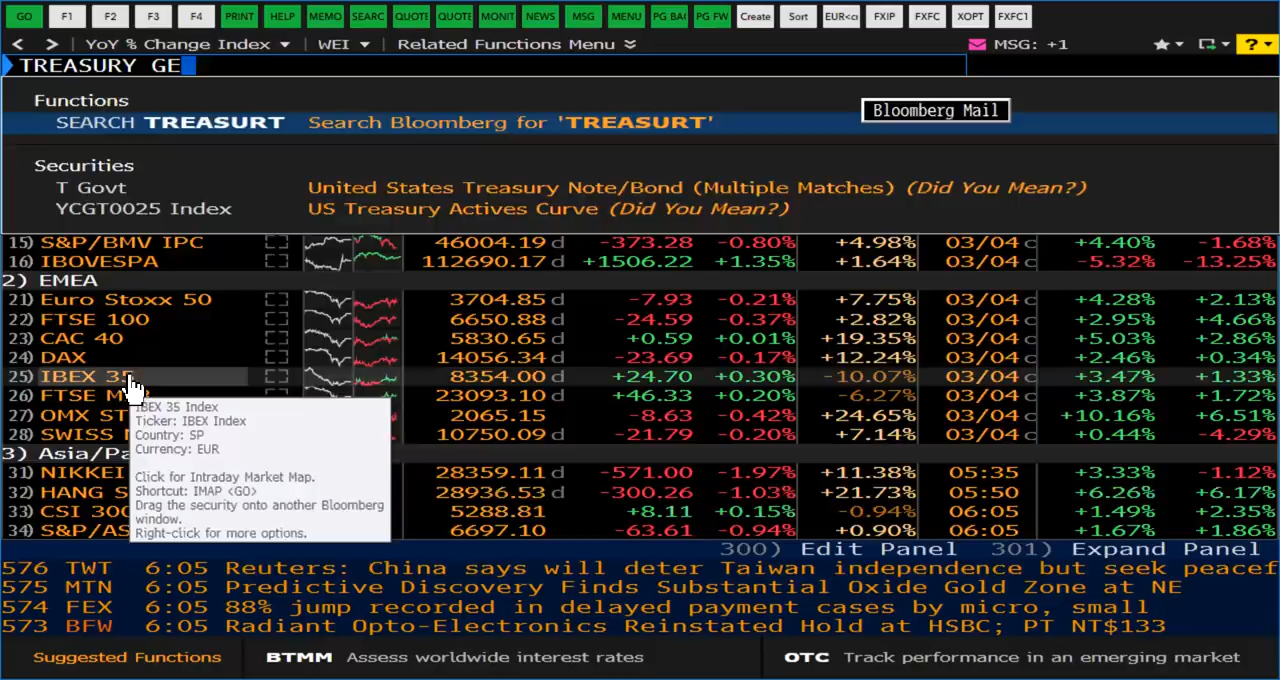 GO F1 F2 F3 F4 PRINT HELP MEMO SEARC QUOTE QUOTE MONIT NEWS MSG MENU PG BAC PG FW Create Sort EUR<cu FXIP FXFC XOPT FXFC1
< > YoY % Change Index WEI Related Functions Menu MSG: +1 ?
TREASURY GE
Functions
Bloomberg Mail
SEARCH TREASURT Search Bloomberg for 'TREASURT'
Securities
T Govt United States Treasury Note/Bond (Multiple Matches) (Did You Mean?)
YCGT0025 Index US Treasury Actives Curve (Did You Mean?)
15) S&P/BMV IPC 46004.19 d -373.28 -0.80% +4.98% 03/04 c +4.40% -1.68%
16) IBOVESPA 112690.17 d +1506.22 +1.35% +1.64% 03/04 c -5.32% -13.25%
2) EMEA
21) Euro Stoxx 50 3704.85 d -7.93 -0.21% +7.75% 03/04 c +4.28% +2.13%
22) FTSE 100 6650.88 d -24.59 -0.37% +2.82% 03/04 c +2.95% +4.66%
23) CAC 40 5830.65 d +0.59 +0.01% +19.35% 03/04 c +5.03% +2.86%
24) DAX 14056.34 d -23.69 -0.17% +12.24% 03/04 c +2.46% +0.34%
25) IBEX 35 8354.00 d +24.70 +0.30% -10.07% 03/04 c +3.47% +1.33%
26) FTSE M 23093.10 d +46.33 +0.20% -6.27% 03/04 c +3.87% +1.72%
27) OMX ST 2065.15 -8.63 -0.42% +24.65% 03/04 c +10.16% +6.51%
28) SWISS 10750.09 d -21.79 -0.20% +7.14% 03/04 c +0.44% -4.29%
3) Asia/Pa
31) NIKKEI 28359.11 d -571.00 -1.97% +11.38% 05:35 +3.33% -1.12%
32) HANG S 28936.53 d -300.26 -1.03% +21.73% 05:50 +6.26% +6.17%
33) CSI 300 5288.81 +8.11 +0.15% -0.94% 06:05 +1.49% +2.35%
34) S&P/AS 6697.10 -63.61 -0.94% +0.90% 06:05 +1.67% +1.86%
IBEX 35 Index
Ticker: IBEX Index
Country: SP
Currency: EUR
Click for Intraday Market Map.
Shortcut: IMAP <GO>
Drag the security onto another Bloomberg
window.
Right-click for more options.
300) Edit Panel 301) Expand Panel
576 TWT 6:05 Reuters: China says will deter Taiwan independence but seek peacef
575 MTN 6:05 Predictive Discovery Finds Substantial Oxide Gold Zone at NE
574 FEX 6:05 88% jump recorded in delayed payment cases by micro, small
573 BFW 6:05 Radiant Opto-Electronics Reinstated Hold at HSBC; PT NT$133
Suggested Functions BTMM Assess worldwide interest rates OTC Track performance in an emerging market